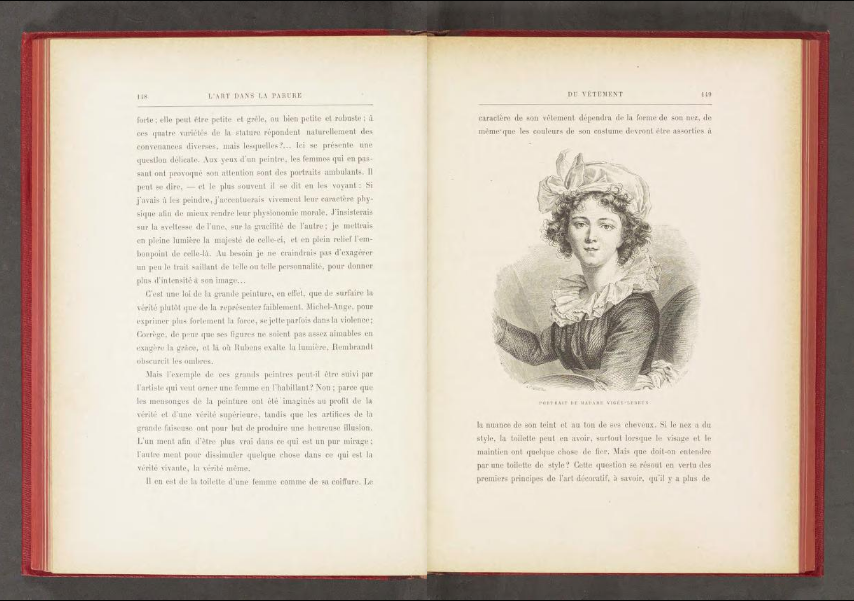 148 L'ART DANS LA PARURE
forte ; elle peut être petite et grêle, ou bien petite et robuste ; à
ces quatre variétés de la stature répondent naturellement des
convenances diverses, mais lesquelles ?... Ici se présente une
question délicate. Aux yeux d'un peintre, les femmes qui en pas-
sant ont provoqué son attention sont des portraits ambulants. Il
peut se dire, — et le plus souvent il se dit en les voyant : Si
j'avais à les peindre, j'accentuerais vivement leur caractère phy-
sique afin de mieux rendre leur physionomie morale. J'insisterais
sur la sveltesse de l'une, sur la gracilité de l'autre ; je mettrais
en pleine lumière la majesté de celle-ci, et en plein relief l'em-
bonpoint de celle-là. Au besoin je ne craindrais pas d'exagérer
un peu le trait saillant de telle ou telle personnalité, pour donner
plus d'intensité à son image...
C'est une loi de la grande peinture, en effet, que de surfaire la
vérité plutôt que de la représenter faiblement. Michel-Ange, pour
exprimer plus fortement la force, se jette parfois dans la violence ;
Corrège, de peur que ses figures ne soient pas assez aimables en
exagère la grâce, et là où Rubens exalte la lumière, Rembrandt
obscurcit les ombres.
Mais l'exemple de ces grands peintres peut-il être suivi par
l'artiste qui veut orner une femme en l'habillant ? Non ; parce que
les mensonges de la peinture ont été imaginés au profit de la
vérité et d'une vérité supérieure, tandis que les artifices de la
grande faiseuse ont pour but de produire une heureuse illusion.
L'un ment afin d'être plus vrai dans ce qui est un pur mirage ;
l'autre ment pour dissimuler quelque chose dans ce qui est la
vérité vivante, la vérité même.
Il en est de la toilette d'une femme comme de sa coiffure. Le
DU VÊTEMENT 149
caractère de son vêtement dépendra de la forme de son nez, de
même que les couleurs de son costume devront être assorties à
PORTRAIT DE MADAME VIGÉE-LEBRUN
la nuance de son teint et au ton de ses cheveux. Si le nez a du
style, la toilette peut en avoir, surtout lorsque le visage et le
maintien ont quelque chose de fier. Mais que doit-on entendre
par une toilette de style ? Cette question se résout en vertu des
premiers principes de l'art décoratif, à savoir, qu'il y a plus de